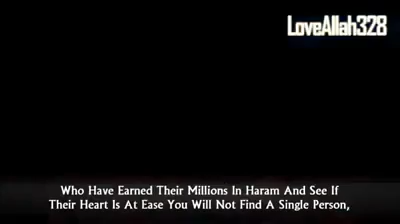 LoveAllah328
Who Have Earned Their Millions In Haram And See If
Their Heart Is At Ease You Will Not Find A Single Person,